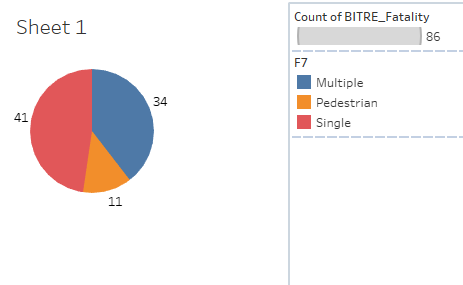 Sheet 1
34
41
11
Count of BITRE_Fatality
86
F7
Multiple
Pedestrian
Single